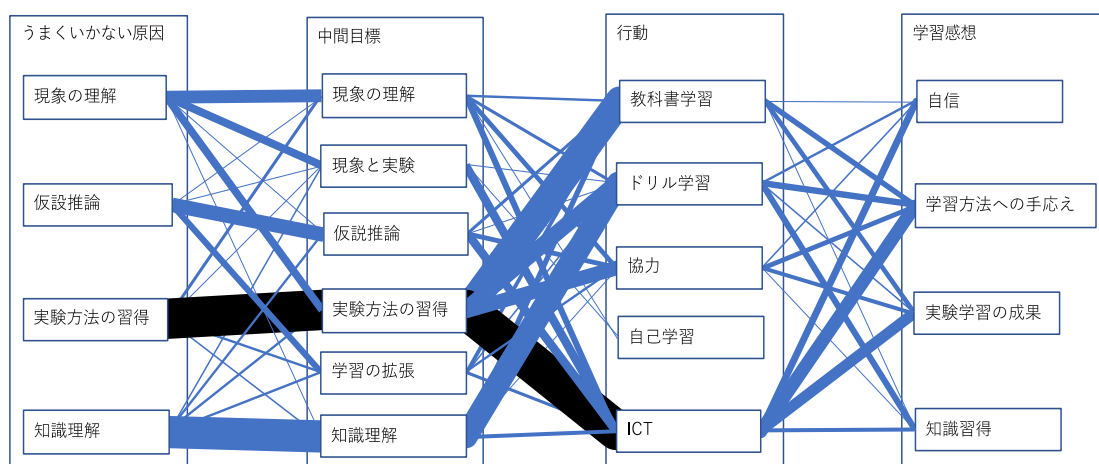 うまくいかない原因
現象の理解
仮設推論
実験方法の習得
知識理解
中間目標
現象の理解
現象と実験
仮説推論
実験方法の習得
学習の拡張
知識理解
行動
教科書学習
ドリル学習
協力
自己学習
ICT
学習感想
自信
学習方法への手応え
実験学習の成果
知識習得